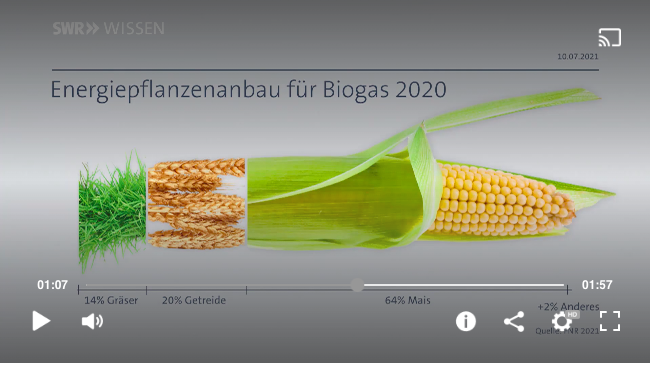 SWR>> WISSEN
10.07.2021
Energiepflanzenanbau für Biogas 2020
01:07
01:57
14% Gräser
20% Getreide
64% Mais
+2% Anderes
HD
Quelle: FNR 2021